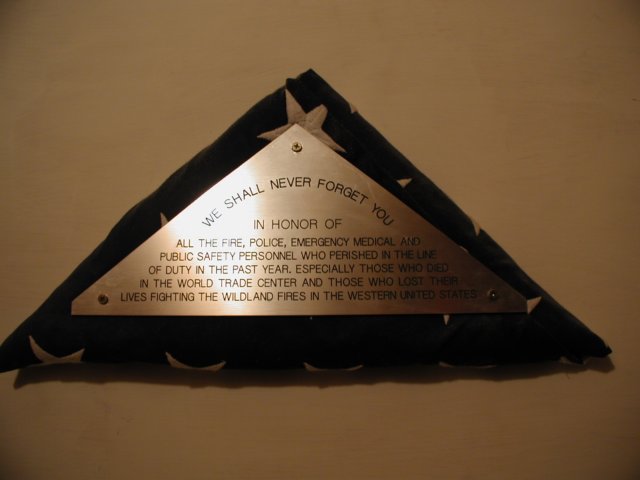 WE SHALL NEVER FORGET YOU
IN HONOR OF
ALL THE FIRE, POLICE, EMERGENCY MEDICAL AND
PUBLIC SAFETY PERSONNEL WHO PERISHED IN THE LINE
OF DUTY IN THE PAST YEAR. ESPECIALLY THOSE WHO DIED
IN THE WORLD TRADE CENTER AND THOSE WHO LOST THEIR
LIVES FIGHTING THE WILDLAND FIRES IN THE WESTERN UNITED STATES